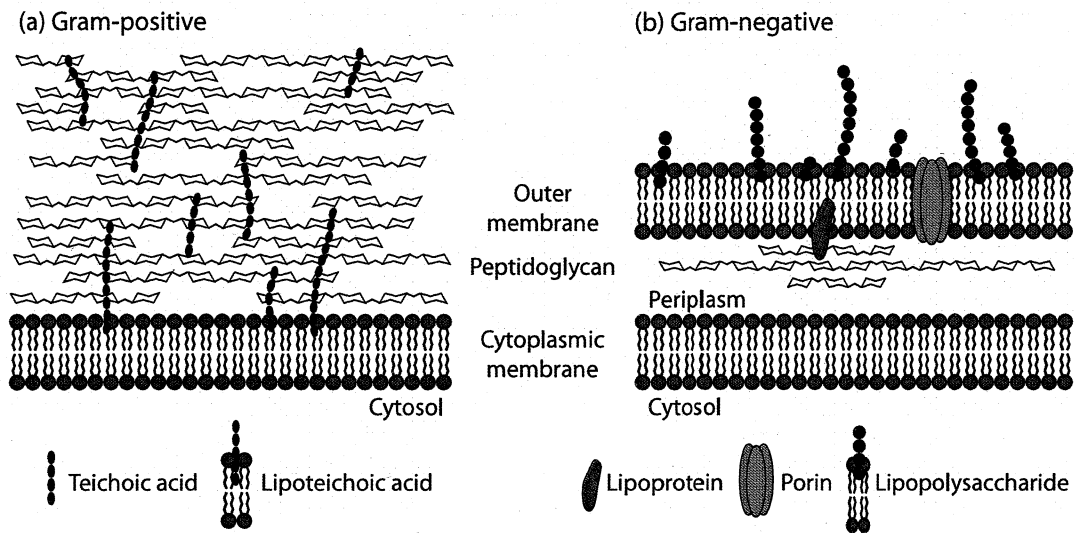 (a) Gram-positive
(b) Gram-negative
Outer
membrane
Peptidoglycan
Periplasm
Cytoplasmic
membrane
Cytosol
Cytosol
Teichoic acid
Lipoteichoic acid
Lipoprotein
Porin
Lipopolysaccharide